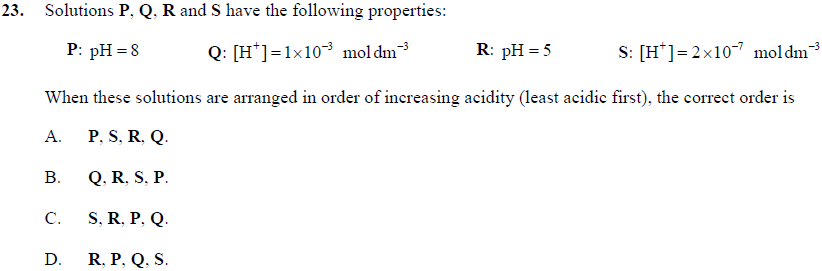 23. Solutions P, Q, R and S have the following properties:
P: pH = 8 Q: [H⁺] = 1×10⁻³ mol dm⁻³ R: pH = 5 S: [H⁺] = 2×10⁻⁷ mol dm⁻³
When these solutions are arranged in order of increasing acidity (least acidic first), the correct order is
A. P, S, R, Q.
B. Q, R, S, P.
C. S, R, P, Q.
D. R, P, Q, S.